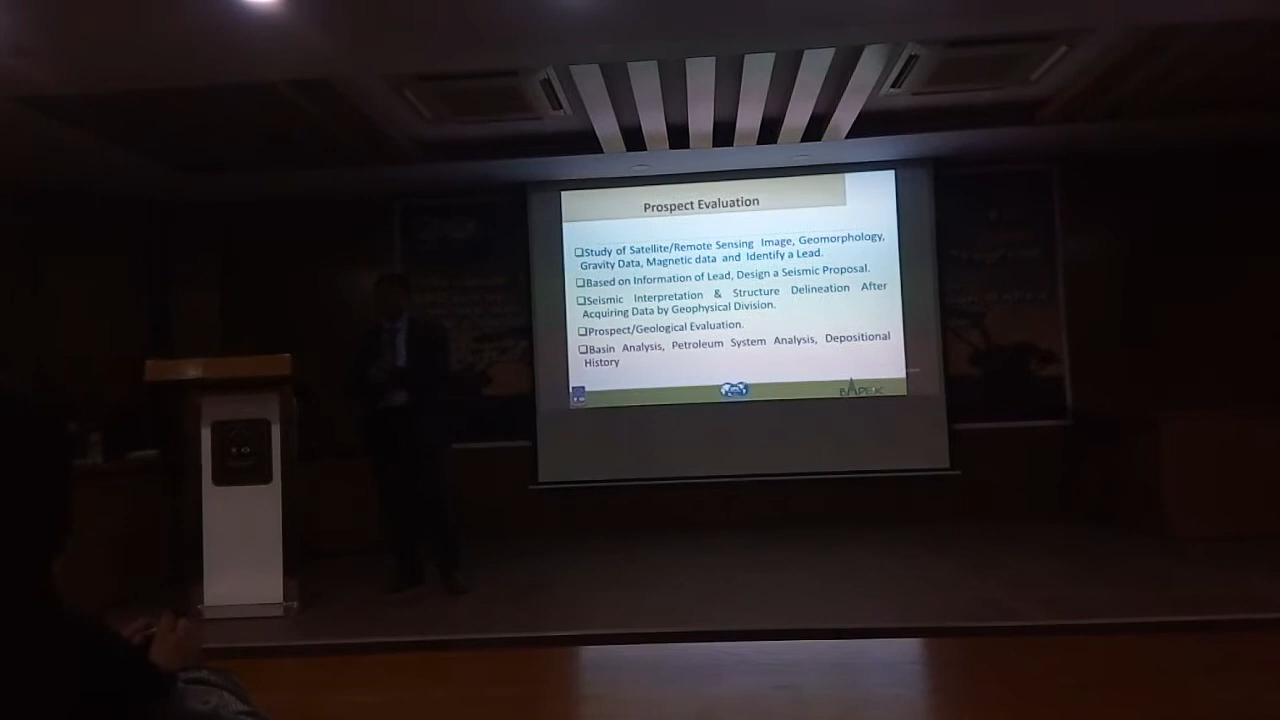 Prospect Evaluation
❑Study of Satellite/Remote Sensing Image, Geomorphology,
Gravity Data, Magnetic data and Identify a Lead.
❑Based on Information of Lead, Design a Seismic Proposal.
❑Seismic Interpretation & Structure Delineation After
Acquiring Data by Geophysical Division.
❑Prospect/Geological Evaluation.
❑Basin Analysis, Petroleum System Analysis, Depositional
History
BAPEX